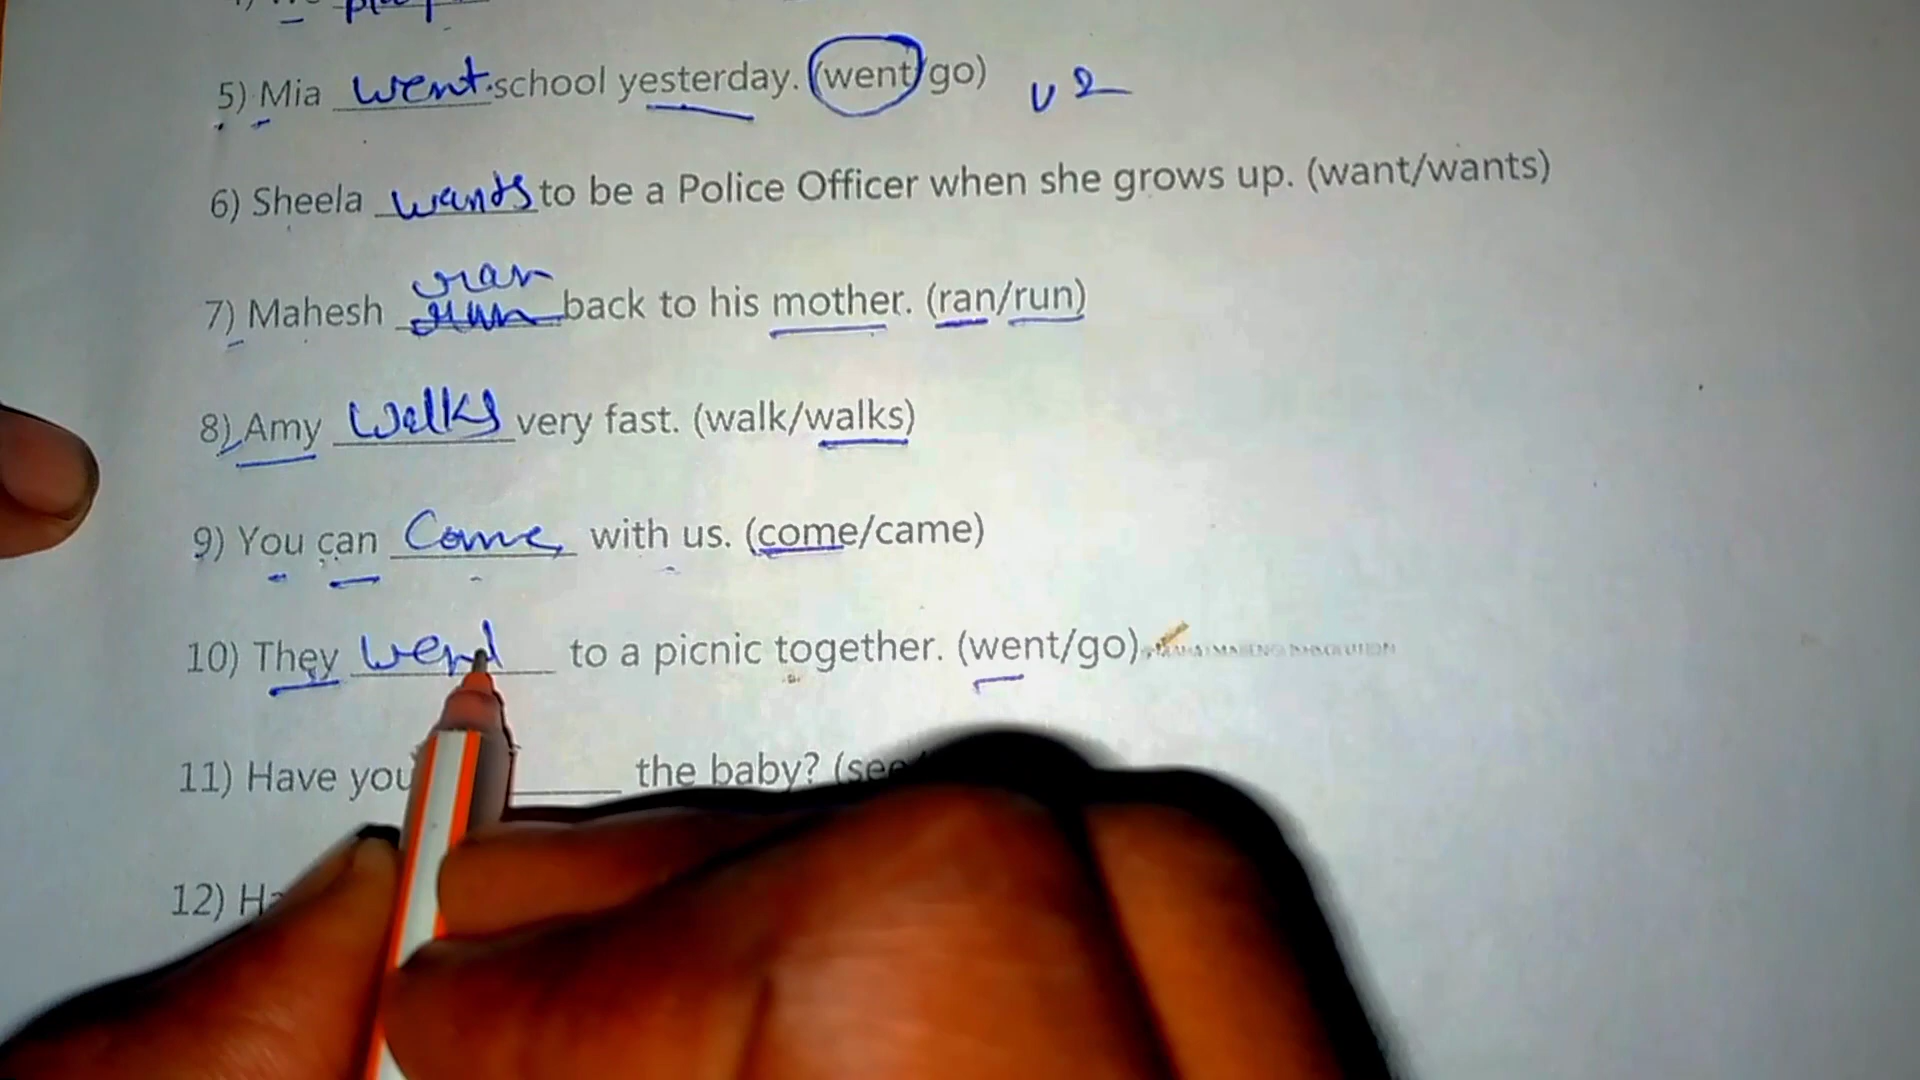 5) Mia went school yesterday. (went/go) v2
6) Sheela wants to be a Police Officer when she grows up. (want/wants)
ran
7) Mahesh run back to his mother. (ran/run)
8) Amy walks very fast. (walk/walks)
9) You can Come with us. (come/came)
10) They went to a picnic together. (went/go)
11) Have you the baby? (see
12)